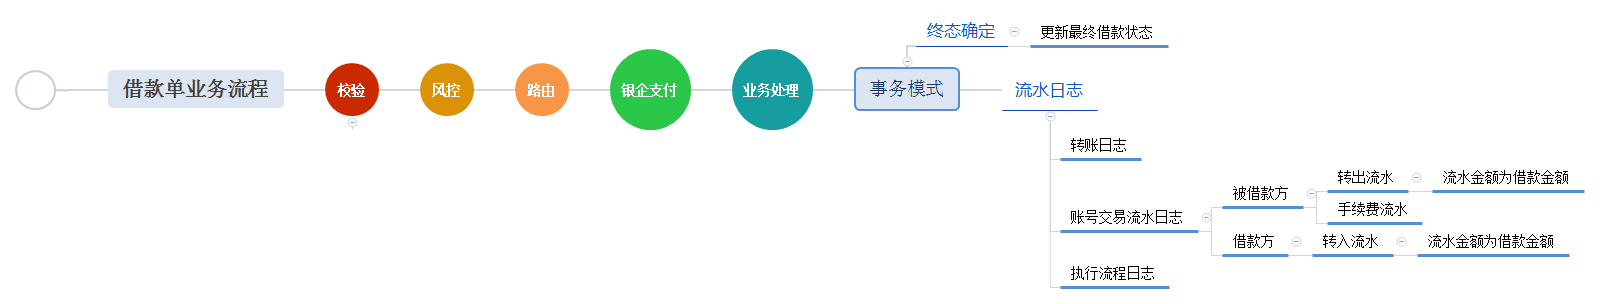 借款单业务流程
校验
风控
路由
银企支付
业务处理
事务模式
终态确定
更新最终借款状态
流水日志
转账日志
账号交易流水日志
被借款方
转出流水
流水金额为借款金额
手续费流水
借款方
转入流水
流水金额为借款金额
执行流程日志